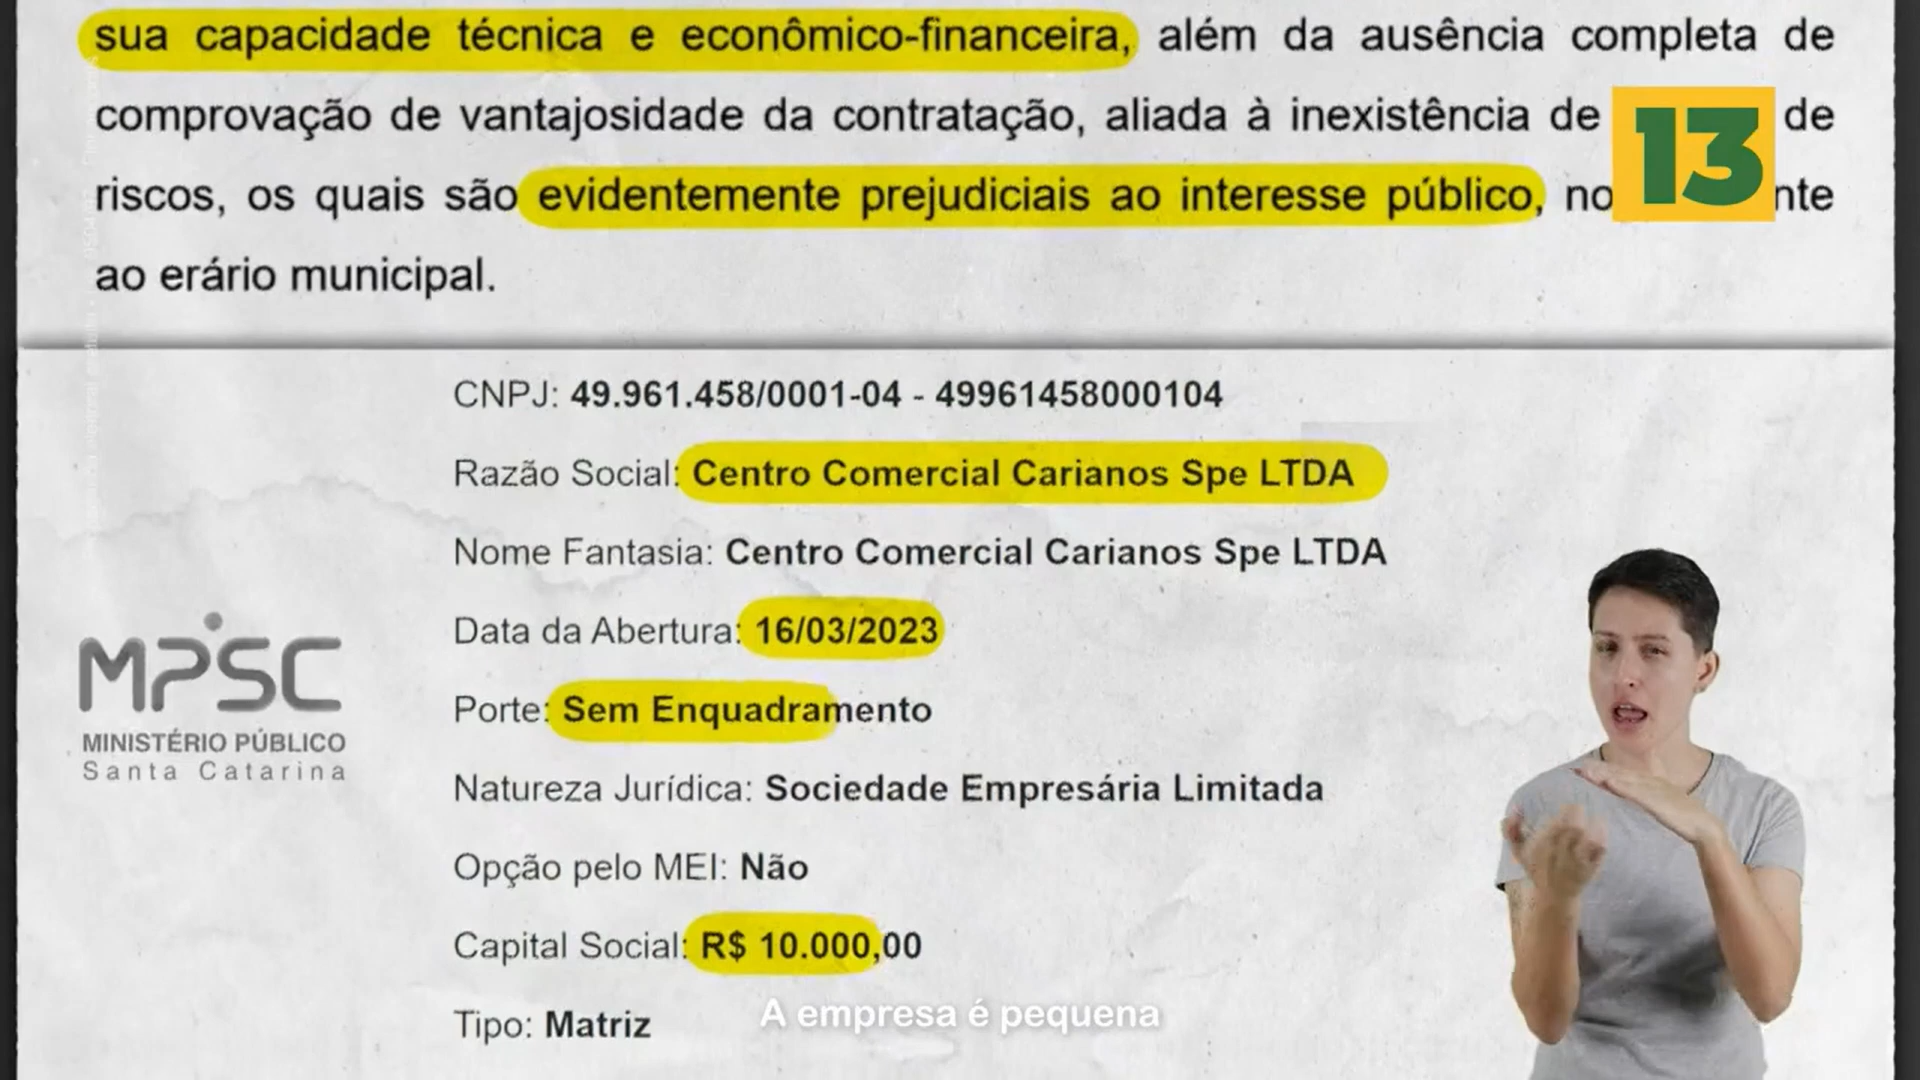 sua capacidade técnica e econômico-financeira, além da ausência completa de
comprovação de vantajosidade da contratação, aliada à inexistência de de
13
riscos, os quais são evidentemente prejudiciais ao interesse público, no nte
ao erário municipal.
CNPJ: 49.961.458/0001-04 - 49961458000104
Razão Social: Centro Comercial Carianos Spe LTDA
Nome Fantasia: Centro Comercial Carianos Spe LTDA
Data da Abertura: 16/03/2023
Porte: Sem Enquadramento
Natureza Jurídica: Sociedade Empresária Limitada
Opção pelo MEI: Não
Capital Social: R$ 10.000,00
Tipo: Matriz
MPSC
MINISTÉRIO PÚBLICO
Santa Catarina
A empresa é pequena